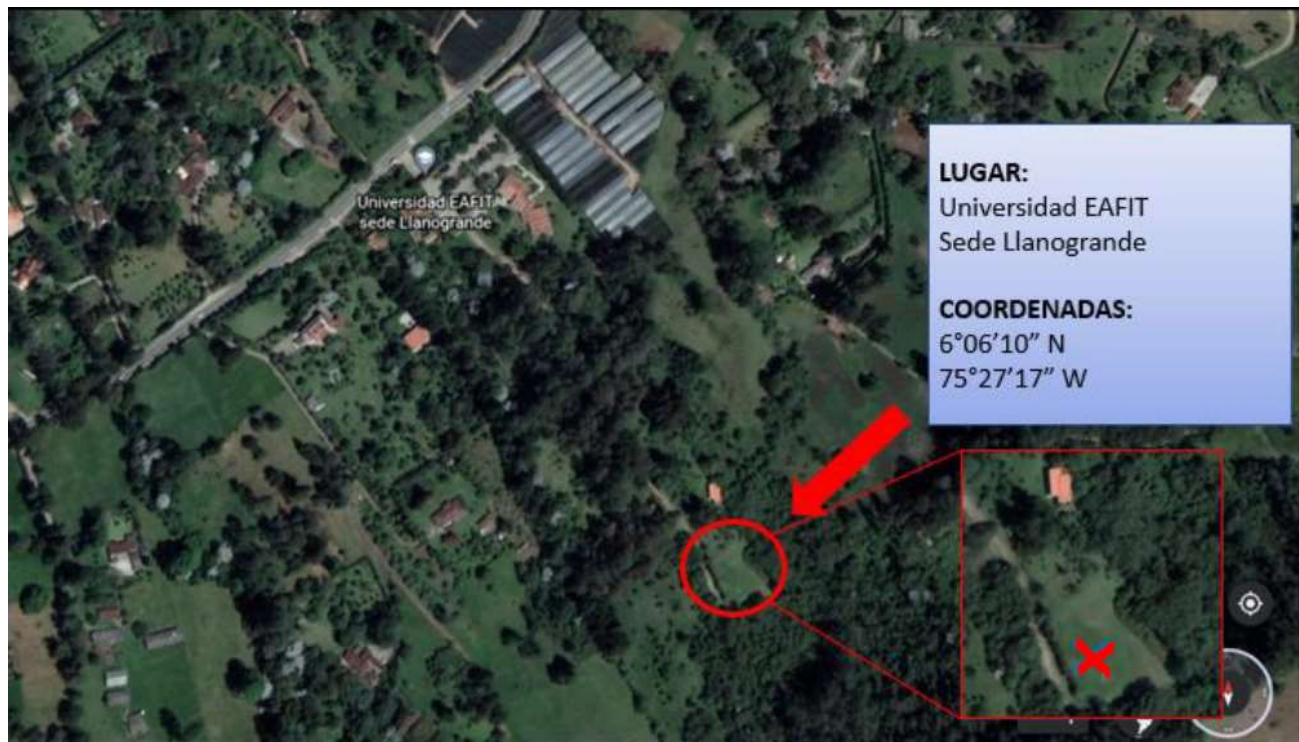 Universidad EAFIT
sede Llanogrande
LUGAR:
Universidad EAFIT
Sede Llanogrande
COORDENADAS:
6°06’10” N
75°27’17” W